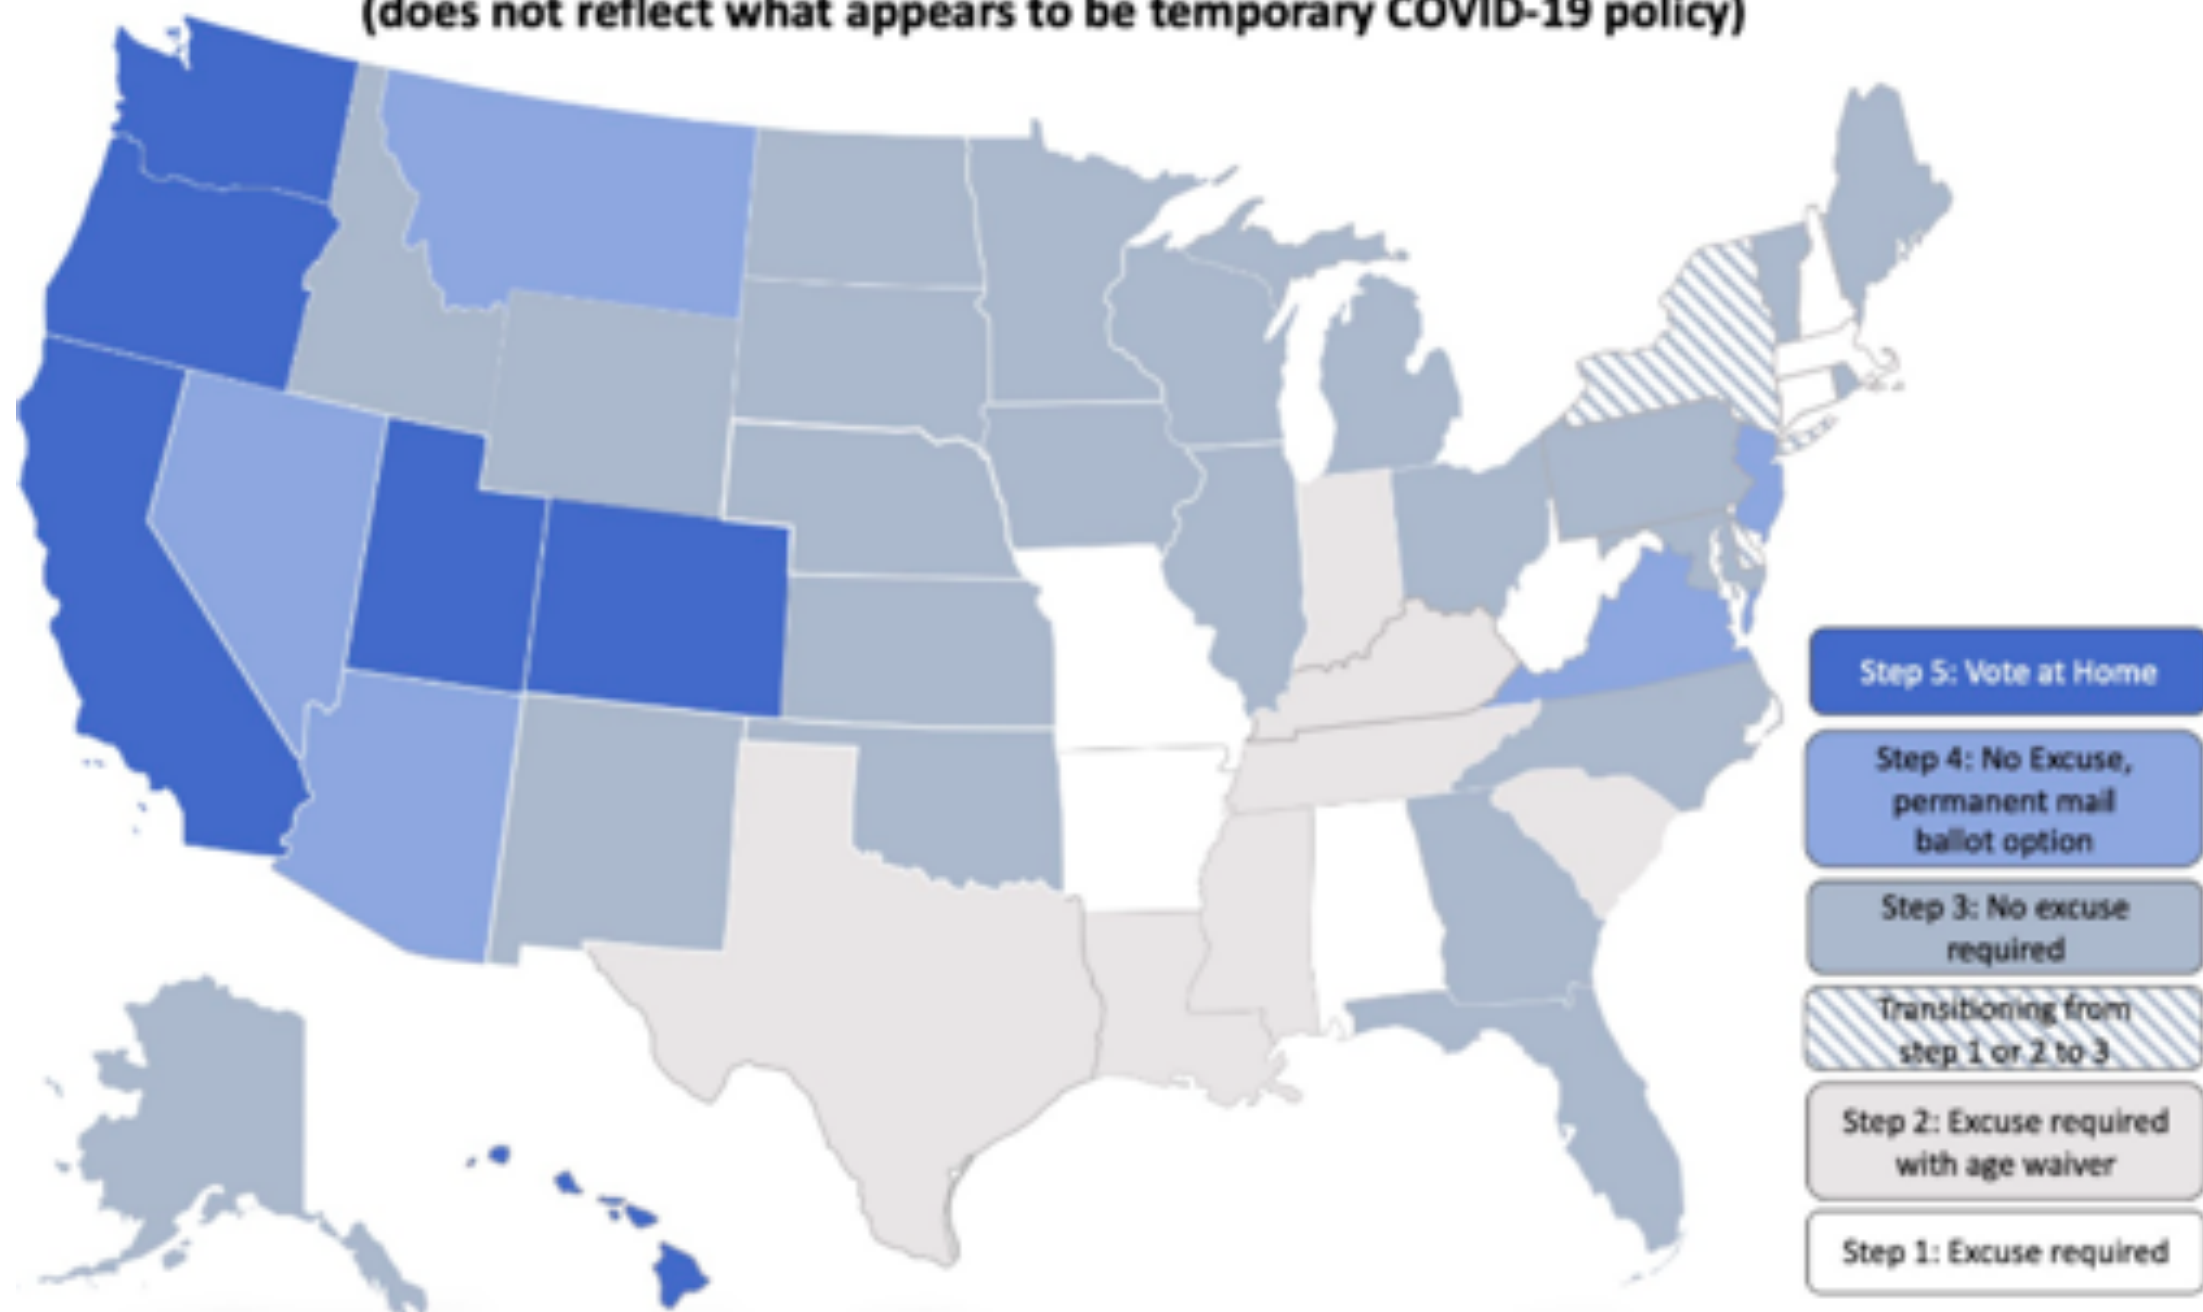 (does not reflect what appears to be temporary COVID-19 policy)
Step 5: Vote at Home
Step 4: No Excuse,
permanent mail
ballot option
Step 3: No excuse
required
Transitioning from
step 1 or 2 to 3
Step 2: Excuse required
with age waiver
Step 1: Excuse required